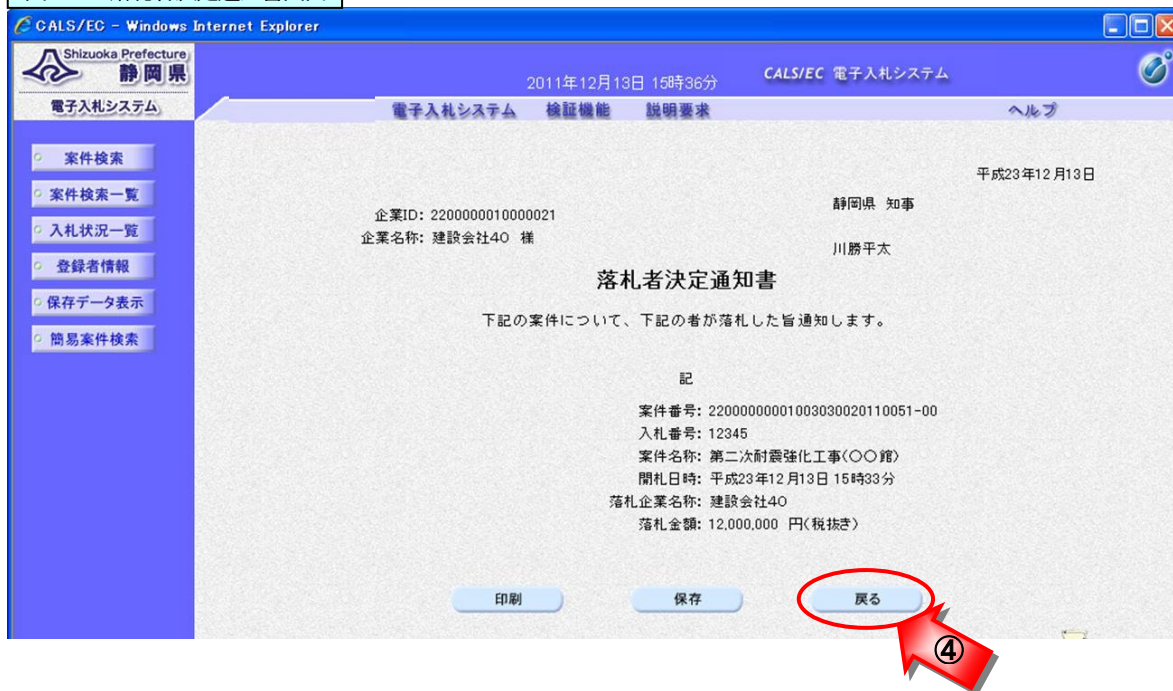 CALS/EC - Windows Internet Explorer
Shizuoka Prefecture
静岡県
電子入札システム
2011年12月13日 15時36分
CALS/EC 電子入札システム
電子入札システム 検証機能 説明要求 ヘルプ
案件検索
案件検索一覧
入札状況一覧
登録者情報
保存データ表示
簡易案件検索
平成23年12月13日
静岡県 知事
企業ID: 2200000010000021
企業名称: 建設会社40 様
川勝平太
落札者決定通知書
下記の案件について、下記の者が落札した旨通知します。
記
案件番号: 22000000001003030020110051-00
入札番号: 12345
案件名称: 第二次耐震強化工事(〇〇館)
開札日時: 平成23年12月13日 15時33分
落札企業名称: 建設会社40
落札金額: 12,000,000 円(税抜き)
印刷 保存 戻る
④